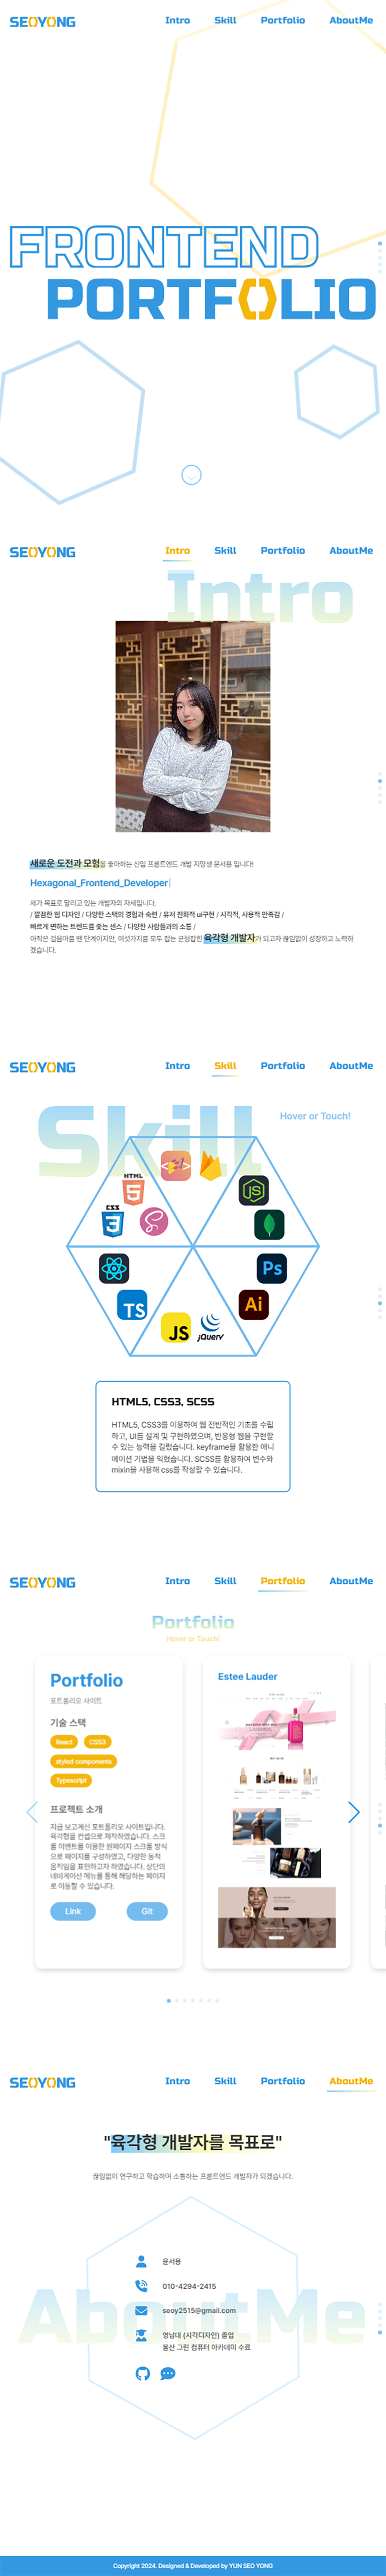 SEOYONG
Intro Skill Portfolio AboutMe
FRONTEND
PORTFOLIO
SEOYONG
Intro Skill Portfolio AboutMe
Intro
새로운 도전과 모험을 좋아하는 신입 프론트엔드 개발 지망생 윤서용 입니다!
Hexagonal_Frontend_Developer|
제가 목표로 달리고 있는 개발자의 자세입니다.
/ 깔끔한 웹 디자인 / 다양한 스택의 경험과 숙련 / 유저 친화적 ui구현 / 시각적, 사용적 만족감 /
빠르게 변하는 트렌드를 쫓는 센스 / 다양한 사람들과의 소통 /
아직은 걸음마를 뗀 단계이지만, 여섯가지를 모두 잡는 균형잡힌 육각형 개발자가 되고자 끊임없이 성장하고 노력하
겠습니다.
SEOYONG
Intro Skill Portfolio AboutMe
Skill
Hover or Touch!
HTML
5
CSS
3
JS
Ps
TS
Ai
JS
jQuery
HTML5, CSS3, SCSS
HTML5, CSS3를 이용하여 웹 전반적인 기초를 수립
하고, UI를 설계 및 구현하였으며, 반응형 웹을 구현할
수 있는 능력을 길렀습니다. keyframe을 활용한 애니
메이션 기법을 익혔습니다. SCSS를 활용하여 변수와
mixin을 사용해 css를 작성할 수 있습니다.
SEOYONG
Intro Skill Portfolio AboutMe
Portfolio
Hover or Touch!
Portfolio
포트폴리오 사이트
기술 스택
React CSS3
styled components
Typescript
프로젝트 소개
지금 보고계신 포트폴리오 사이트입니다.
육각형을 컨셉으로 제작하였습니다. 스크
롤 이벤트를 이용한 원페이지 스크롤 방식
으로 페이지를 구성하였고, 다양한 동적
움직임을 표현하고자 하였습니다. 상단의
네비게이션 메뉴를 통해 해당하는 페이지
로 이동할 수 있습니다.
Link Git
Estee Lauder
SEOYONG
Intro Skill Portfolio AboutMe
"육각형 개발자를 목표로"
끊임없이 연구하고 학습하며 소통하는 프론트엔드 개발자가 되겠습니다.
AboutMe
윤서용
010-4294-2415
seoy2515@gmail.com
영남대 (시각디자인) 졸업
울산 그린 컴퓨터 아카데미 수료
Copyright 2024. Designed & Developed by YUN SEO YONG